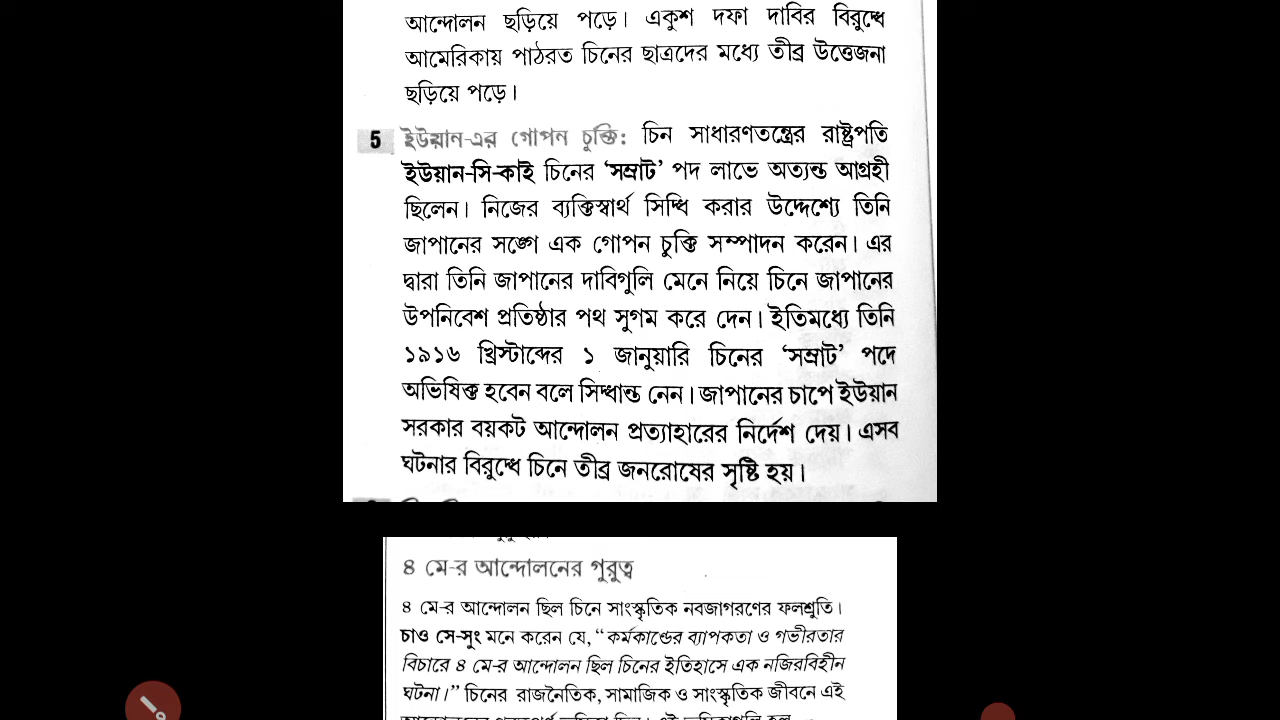 আন্দোলন ছড়িয়ে পড়ে। একুশ দফা দাবির বিরুদ্ধে
আমেরিকায় পাঠরত চিনের ছাত্রদের মধ্যে তীব্র উত্তেজনা
ছড়িয়ে পড়ে।
5 ইউয়ান-এর গোপন চুক্তি: চিন সাধারণতন্ত্রের রাষ্ট্রপতি
ইউয়ান-সি-কাই চিনের ‘সম্রাট’ পদ লাভে অত্যন্ত আগ্রহী
ছিলেন। নিজের ব্যক্তিস্বার্থ সিদ্ধি করার উদ্দেশ্যে তিনি
জাপানের সঙ্গে এক গোপন চুক্তি সম্পাদন করেন। এর
দ্বারা তিনি জাপানের দাবিগুলি মেনে নিয়ে চিনে জাপানের
উপনিবেশ প্রতিষ্ঠার পথ সুগম করে দেন। ইতিমধ্যে তিনি
১৯১৬ খ্রিস্টাব্দের ১ জানুয়ারি চিনের ‘সম্রাট’ পদে
অভিষিক্ত হবেন বলে সিদ্ধান্ত নেন। জাপানের চাপে ইউয়ান
সরকার বয়কট আন্দোলন প্রত্যাহারের নির্দেশ দেয়। এসব
ঘটনার বিরুদ্ধে চিনে তীব্র জনরোষের সৃষ্টি হয়।
৪ মে-র আন্দোলনের গুরুত্ব
৪ মে-র আন্দোলন ছিল চিনে সাংস্কৃতিক নবজাগরণের ফলশ্রুতি।
চাও সে-সুং মনে করেন যে, “কর্মকাণ্ডের ব্যাপকতা ও গভীরতার
বিচারে ৪ মে-র আন্দোলন ছিল চিনের ইতিহাসে এক নজিরবিহীন
ঘটনা।” চিনের রাজনৈতিক, সামাজিক ও সাংস্কৃতিক জীবনে এই